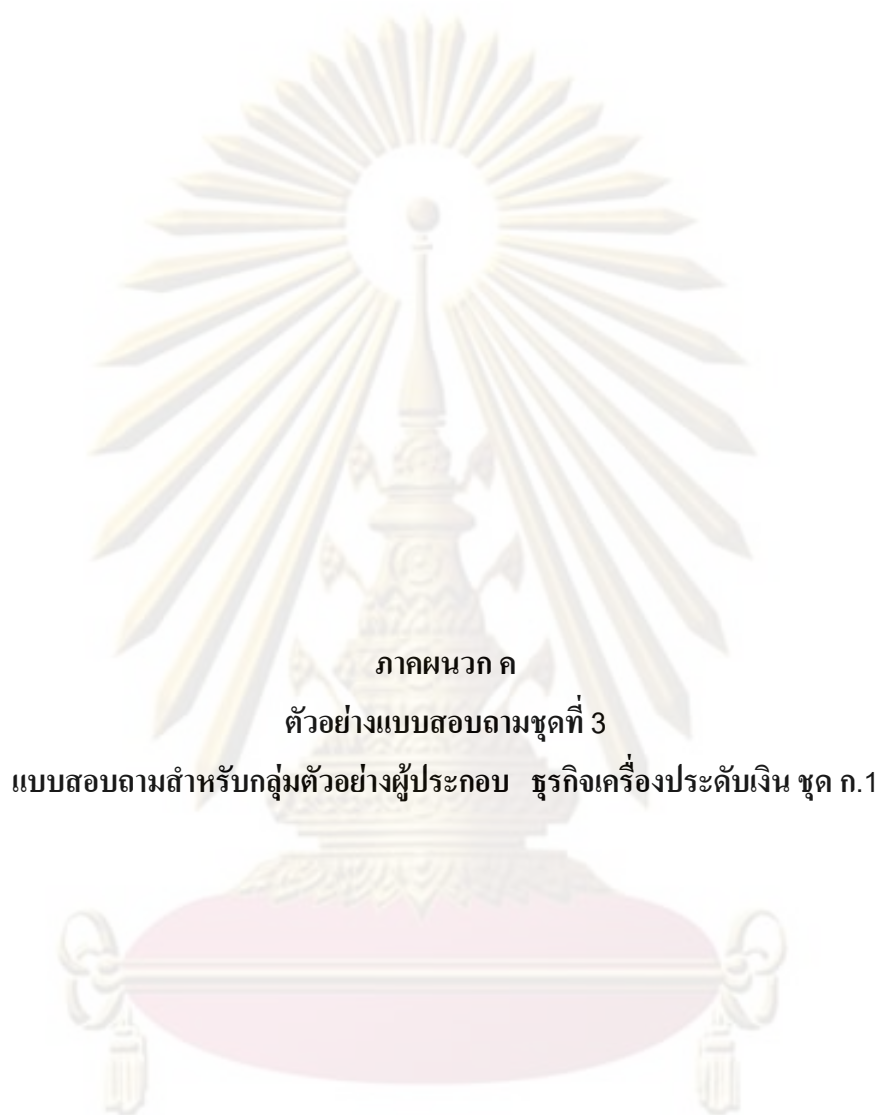 ภาคผนวก ค
ตัวอย่างแบบสอบถามชุดที่ 3
แบบสอบถามสำหรับกลุ่มตัวอย่างผู้ประกอบ ธุรกิจเครื่องประดับเงิน ชุด ก.1